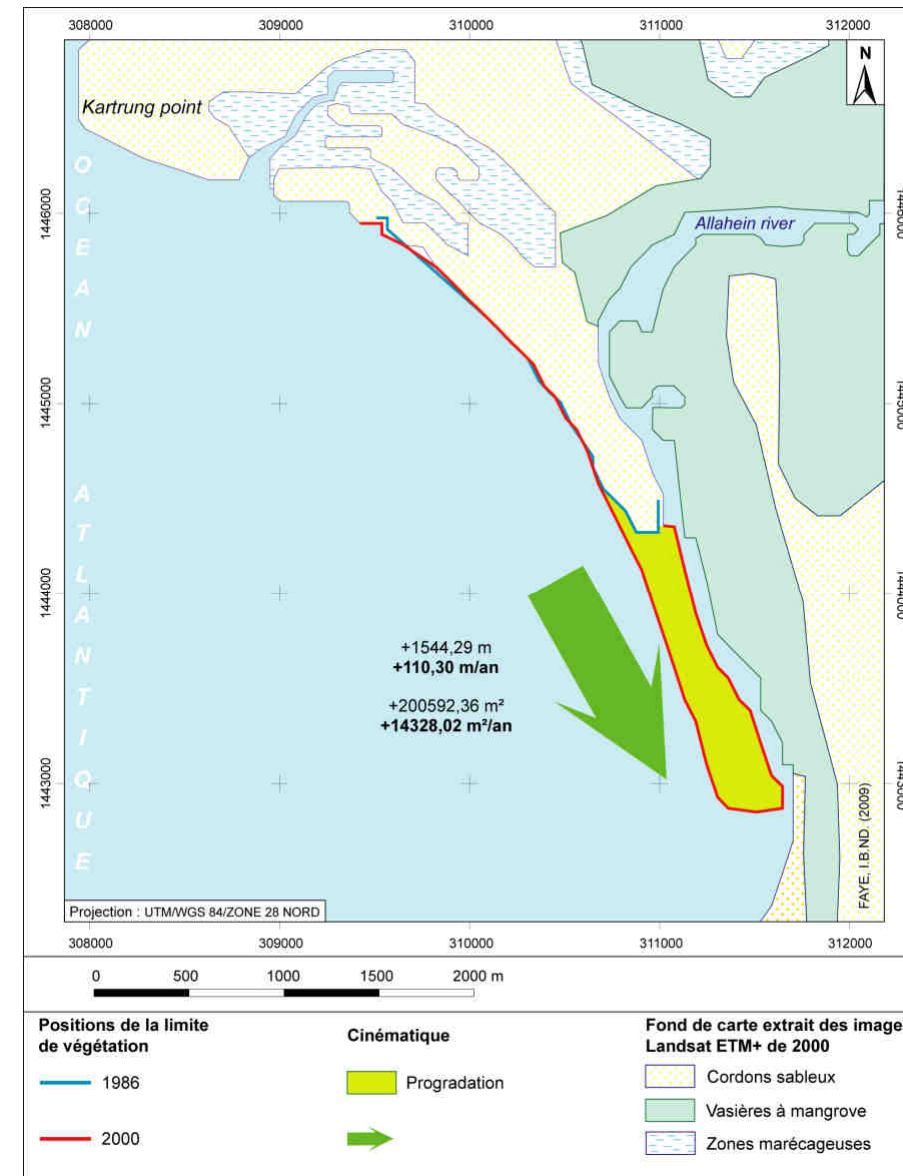 308000 309000 310000 311000 312000
N
Kartrung point
Allahein river
1446000
1445000
1444000
1443000
OCEAN ATLANTIQUE
+1544,29 m
+110,30 m/an
+200592,36 m²
+14328,02 m²/an
FAYE, I.B.ND. (2009)
Projection : UTM/WGS 84/ZONE 28 NORD
308000 309000 310000 311000 312000
0 500 1000 1500 2000 m
Positions de la limite
de végétation
1986
2000
Cinématique
Progradation
Fond de carte extrait des image
Landsat ETM+ de 2000
Cordons sableux
Vasières à mangrove
Zones marécageuses